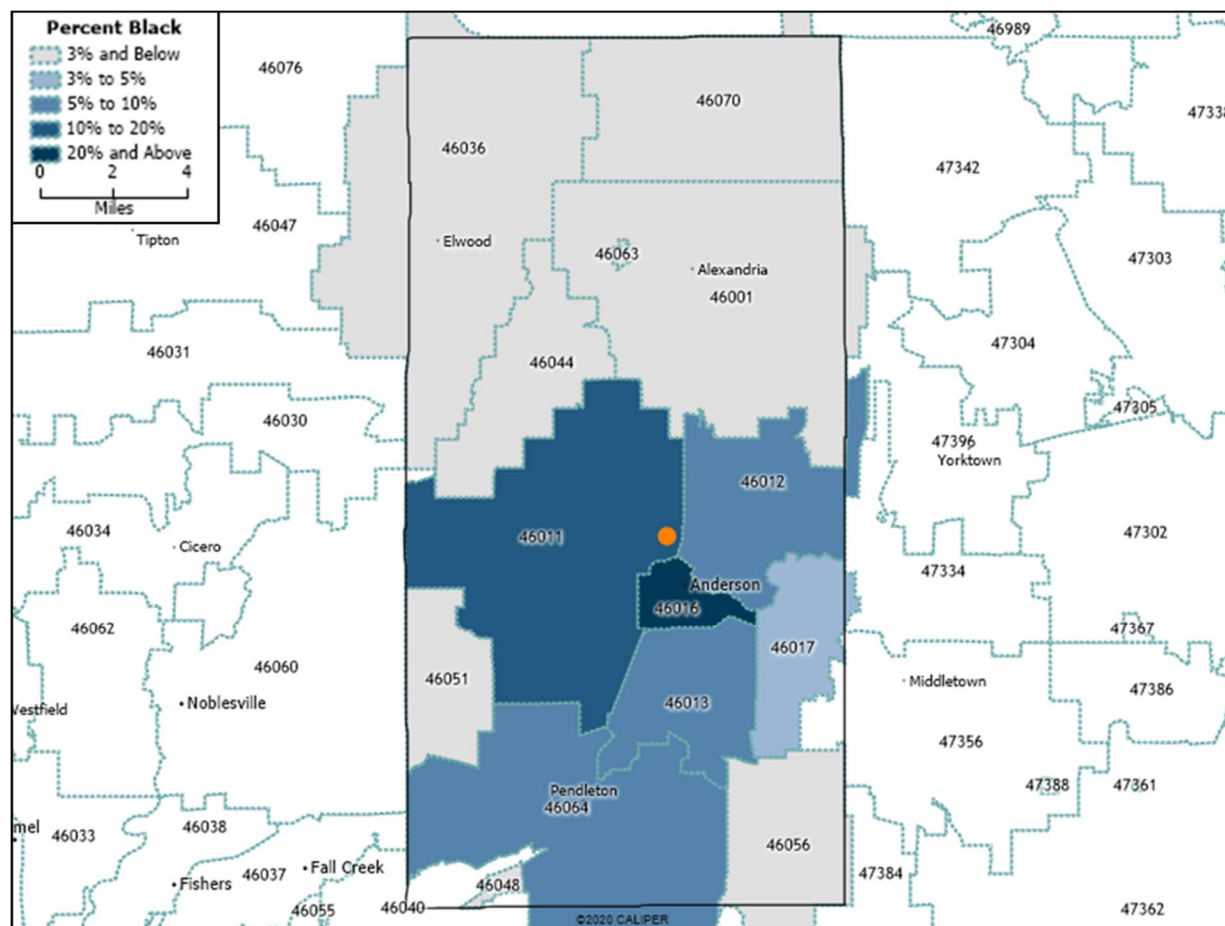 Percent Black
3% and Below
3% to 5%
5% to 10%
10% to 20%
20% and Above
0 2 4
Miles
46989
46076
46070
47338
46036
47342
46047
Tipton
Elwood
46063
47303
Alexandria
46001
46031
46044
47304
46030
47305
47396
Yorktown
46012
46034
46011
47302
Cicero
47334
Anderson
46016
46062
47367
46017
46060
46051
Middletown
47386
46013
Noblesville
Westfield
47356
Pendleton
47388
47361
46064
mel
46033
46038
46056
Fall Creek
46037
47384
Fishers
46048
46055
46040
47362
©2020 CALIPER